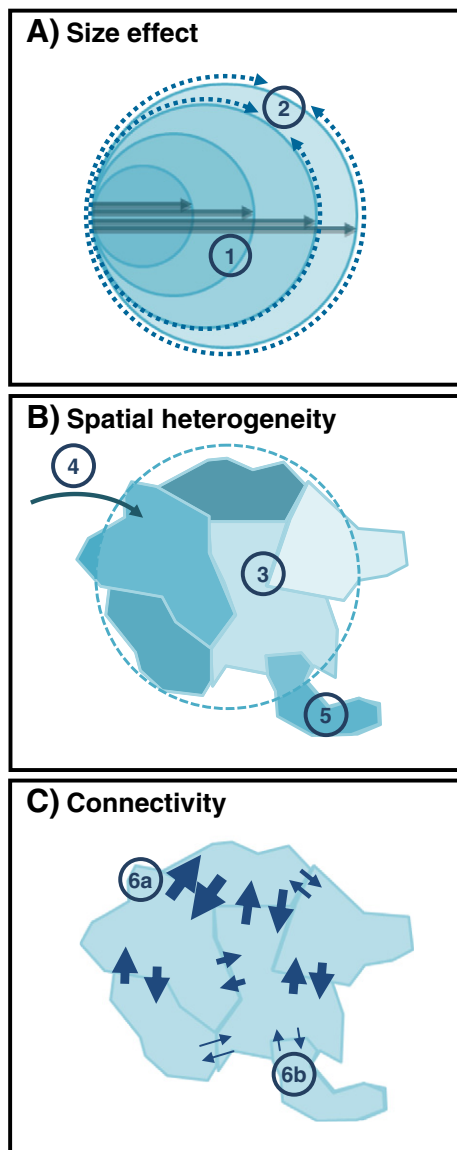 A) Size effect
2
1
B) Spatial heterogeneity
4
3
5
C) Connectivity
6a
6b